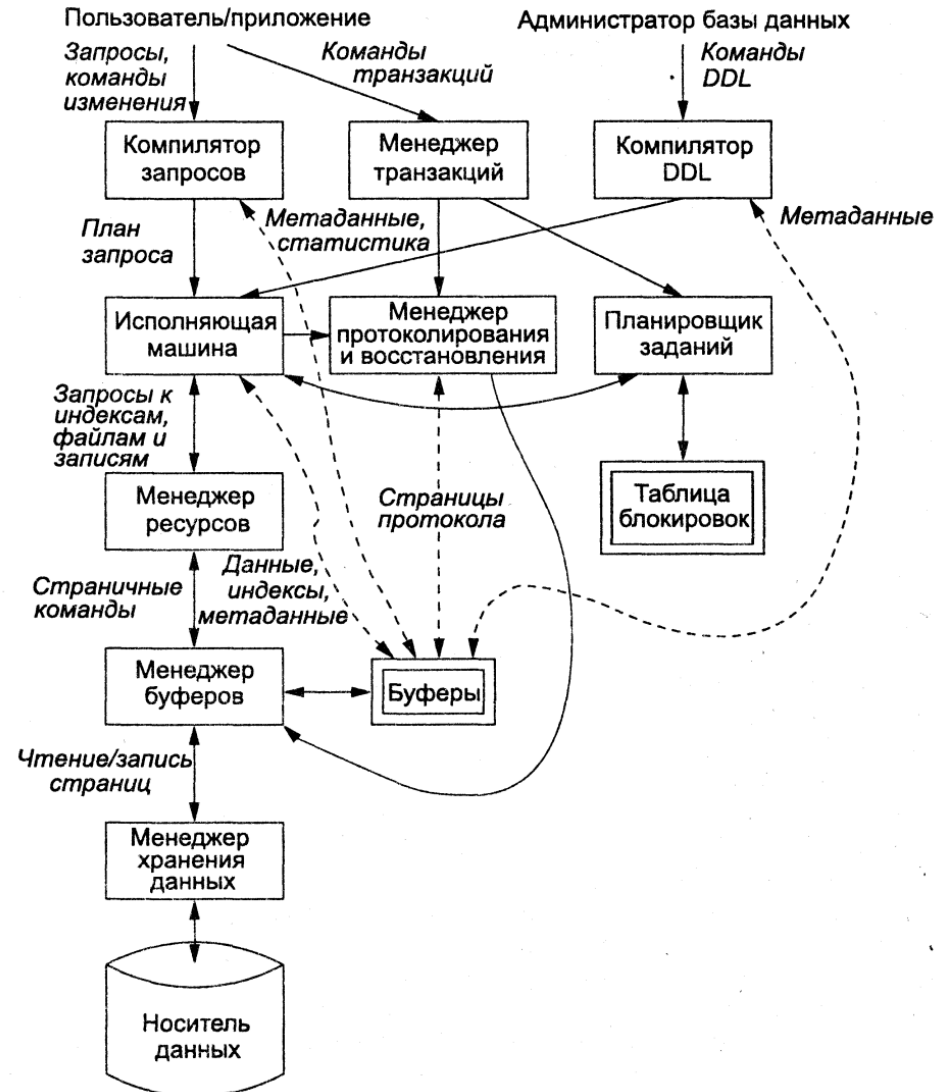 Пользователь/приложение
Администратор базы данных
Запросы,
команды
изменения
Команды
транзакций
Команды
DDL
Компилятор
запросов
Менеджер
транзакций
Компилятор
DDL
План
запроса
Метаданные,
статистика
Метаданные
Исполняющая
машина
Менеджер
протоколирования
и восстановления
Планировщик
заданий
Запросы к
индексам,
файлам и
записям
Менеджер
ресурсов
Страницы
протокола
Таблица
блокировок
Страничные
команды
Данные,
индексы,
метаданные
Менеджер
буферов
Буферы
Чтение/запись
страниц
Менеджер
хранения
данных
Носитель
данных